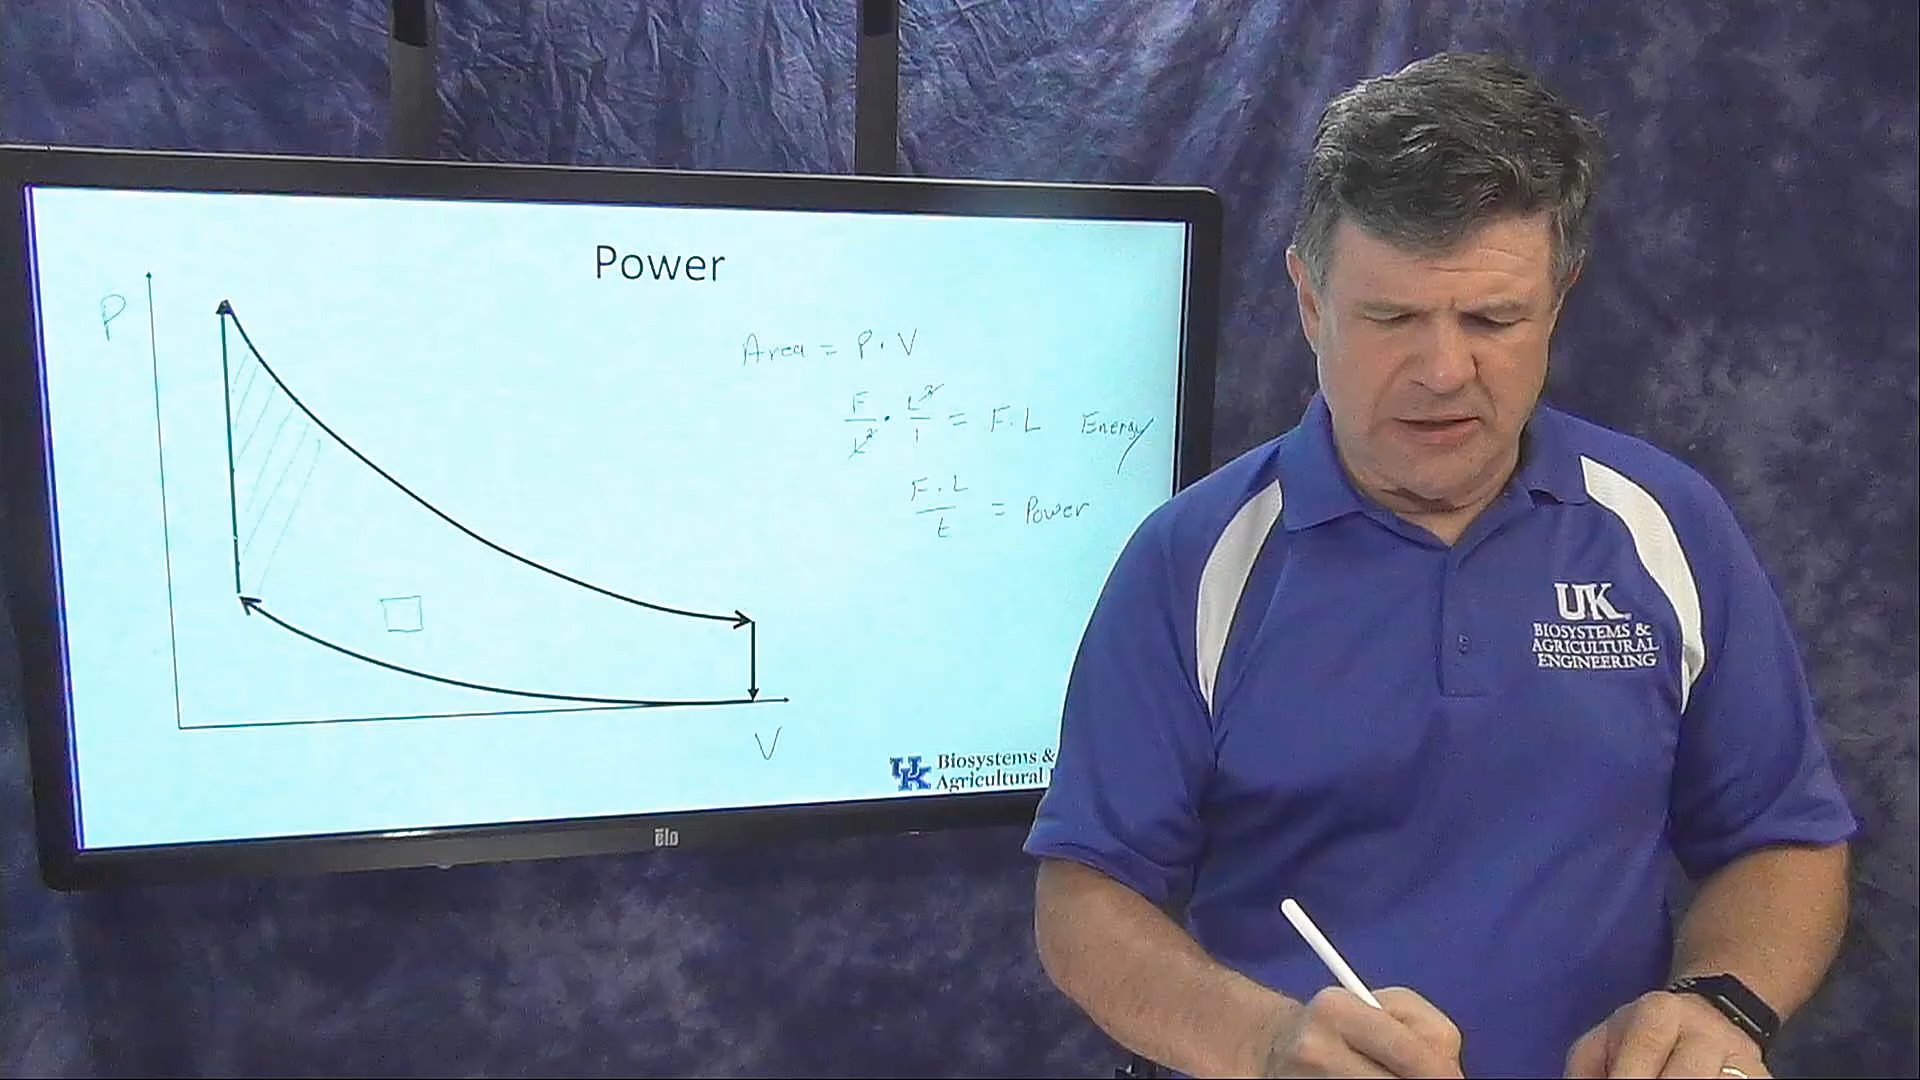 Power
P
Area = P · V
F/L² · L³/1 = F. L Energy
F. L/t = Power
V
UK Biosystems &
Agricultural
elo
UK
BIOSYSTEMS &
AGRICULTURAL
ENGINEERING